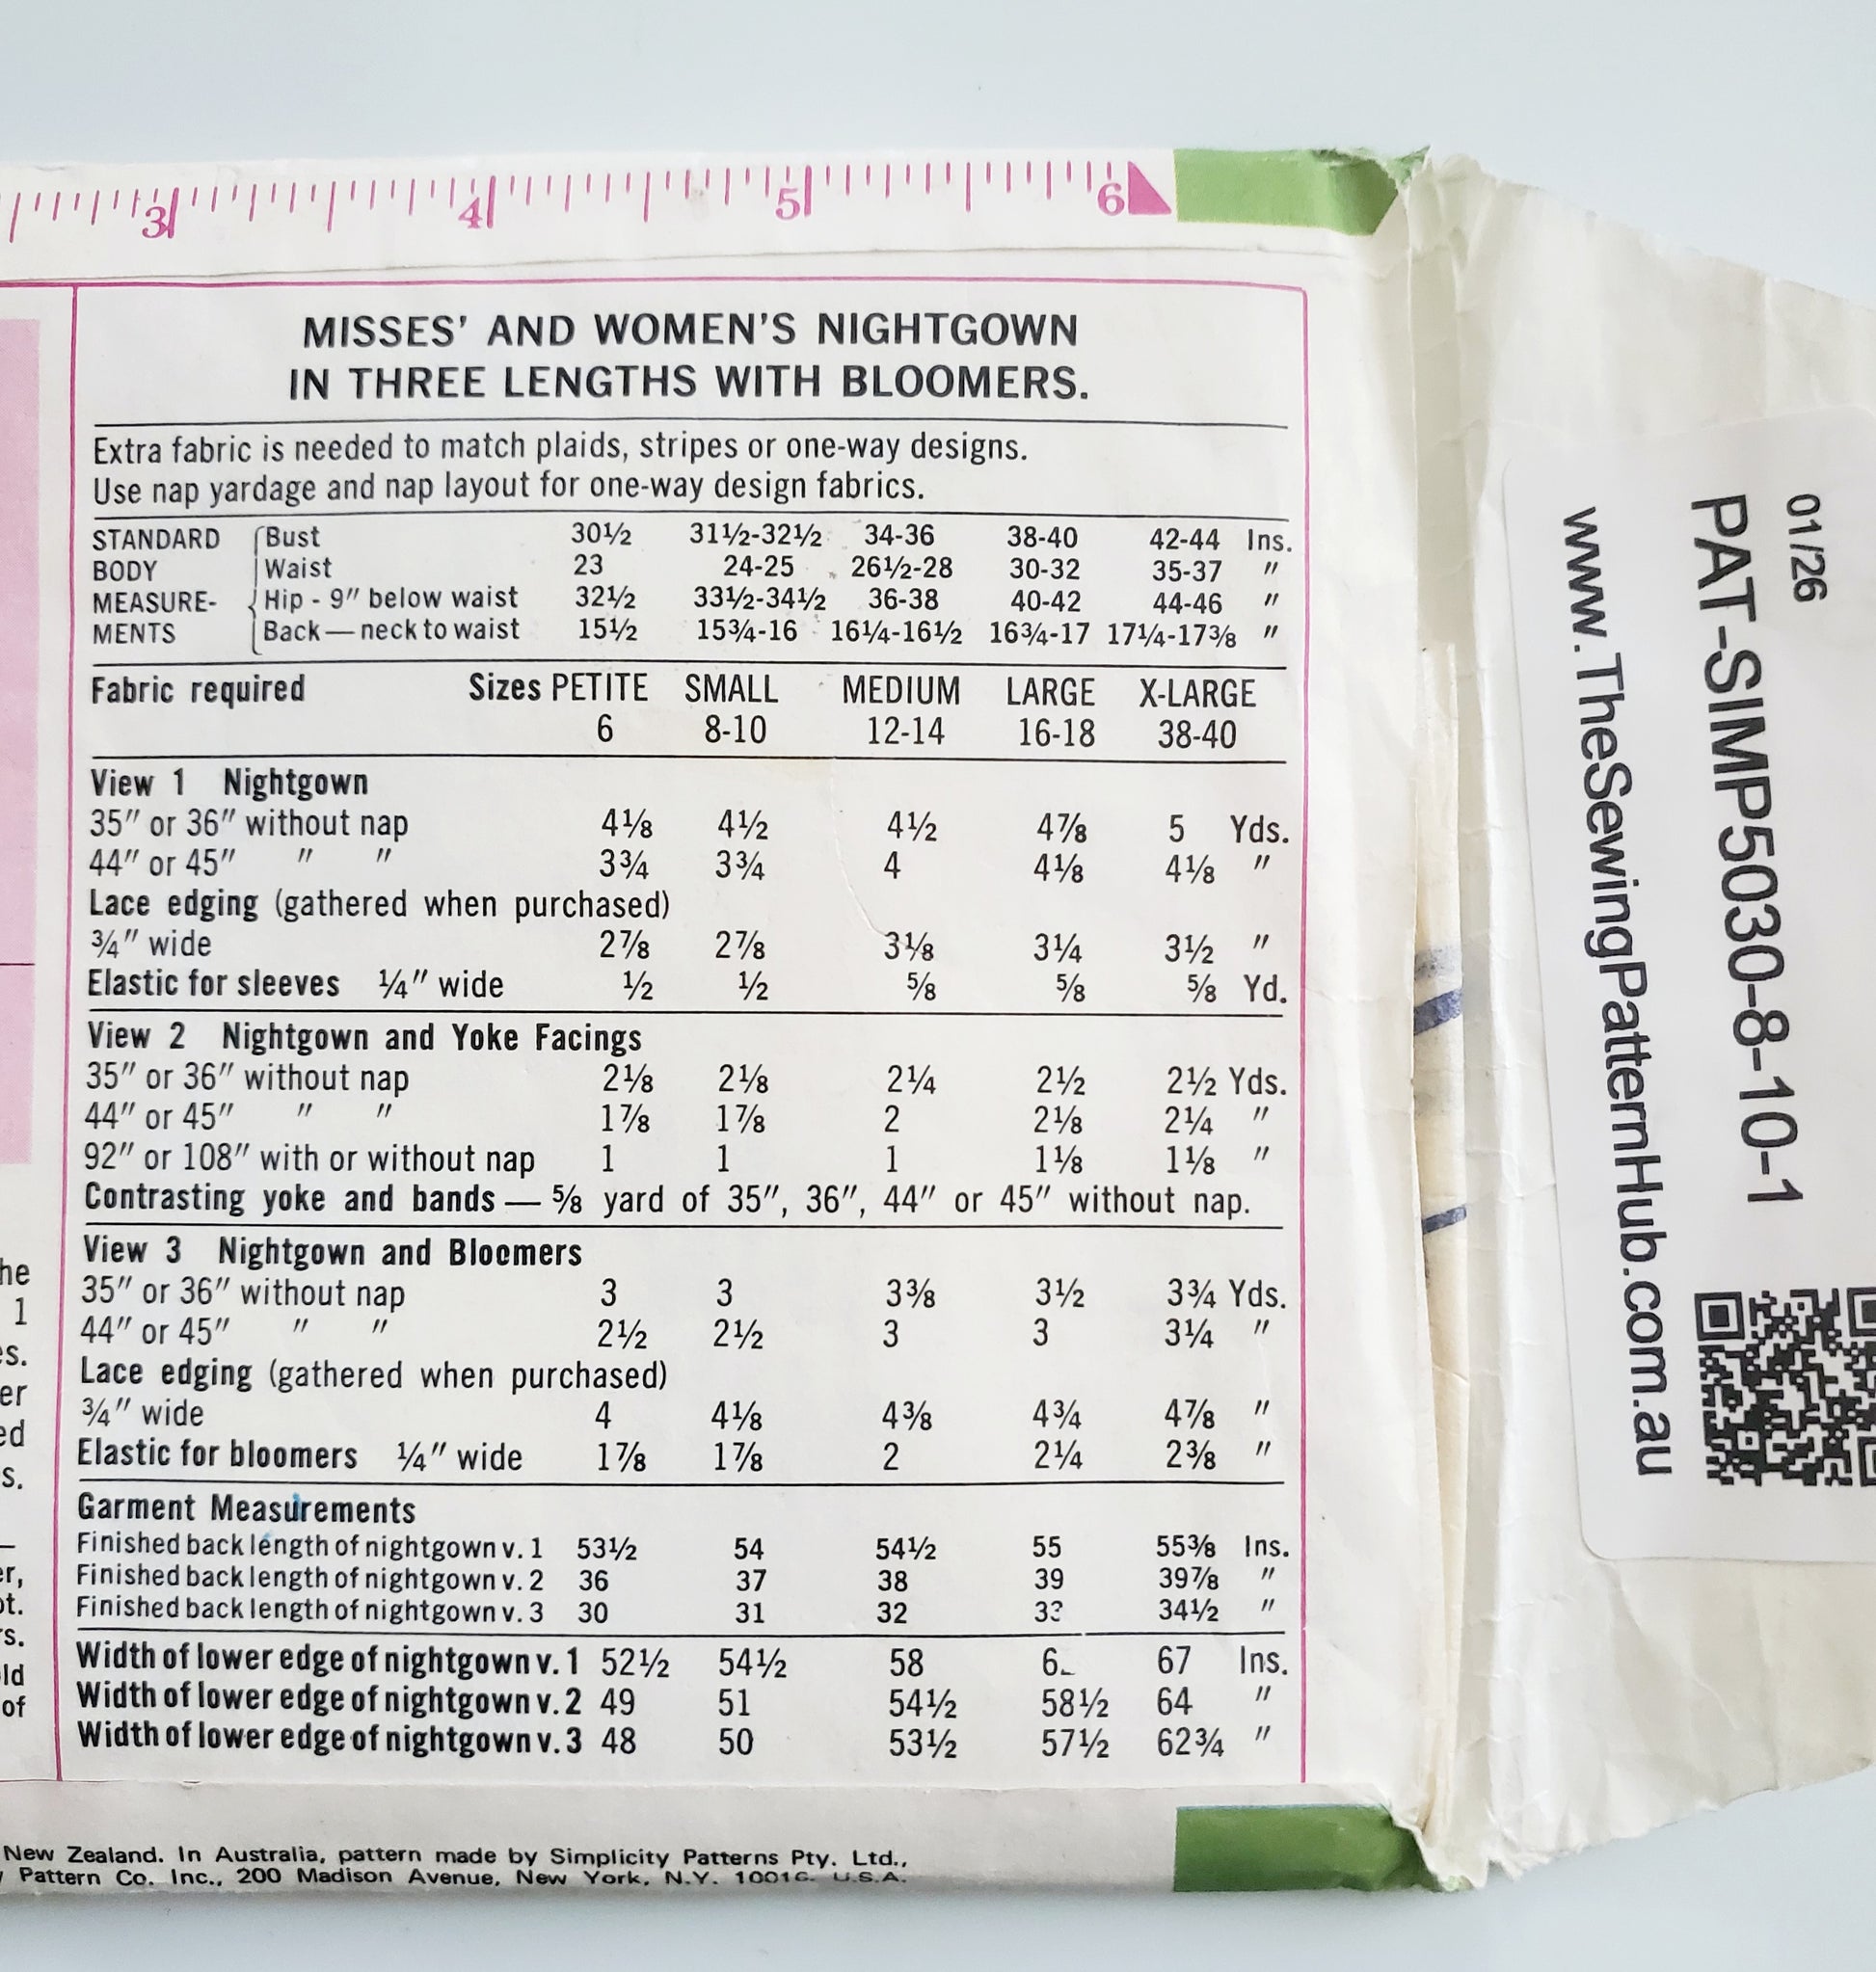 3 4 5 6
MISSES' AND WOMEN'S NIGHTGOWN
IN THREE LENGTHS WITH BLOOMERS.
Extra fabric is needed to match plaids, stripes or one-way designs.
Use nap yardage and nap layout for one-way design fabrics.
STANDARD Bust 30½ 31½-32½ 34-36 38-40 42-44 Ins.
BODY Waist 23 24-25 26½-28 30-32 35-37 "
MEASURE- Hip - 9" below waist 32½ 33½-34½ 36-38 40-42 44-46 "
MENTS Back — neck to waist 15½ 15¾-16 16¼-16½ 16¾-17 17¼-17⅜ "
Fabric required Sizes PETITE SMALL MEDIUM LARGE X-LARGE
6 8-10 12-14 16-18 38-40
View 1 Nightgown
35" or 36" without nap 4⅛ 4½ 4½ 4⅞ 5 Yds.
44" or 45" " " 3¾ 3¾ 4 4⅛ 4⅛ "
Lace edging (gathered when purchased)
¾" wide 2⅞ 2⅞ 3⅛ 3¼ 3½ "
Elastic for sleeves ¼" wide ½ ½ ⅝ ⅝ ⅝ Yd.
View 2 Nightgown and Yoke Facings
35" or 36" without nap 2⅛ 2⅛ 2¼ 2½ 2½ Yds.
44" or 45" " " 1⅞ 1⅞ 2 2⅛ 2¼ "
92" or 108" with or without nap 1 1 1 1⅛ 1⅛ "
Contrasting yoke and bands — ⅝ yard of 35", 36", 44" or 45" without nap.
View 3 Nightgown and Bloomers
35" or 36" without nap 3 3 3⅜ 3½ 3¾ Yds.
44" or 45" " " 2½ 2½ 3 3 3¼ "
Lace edging (gathered when purchased)
¾" wide 4 4⅛ 4⅜ 4¾ 4⅞ "
Elastic for bloomers ¼" wide 1⅞ 1⅞ 2 2¼ 2⅜ "
Garment Measurements
Finished back length of nightgown v. 1 53½ 54 54½ 55 55⅜ Ins.
Finished back length of nightgown v. 2 36 37 38 39 39⅞ "
Finished back length of nightgown v. 3 30 31 32 34½ "
Width of lower edge of nightgown v. 1 52½ 54½ 58 67 Ins.
Width of lower edge of nightgown v. 2 49 51 54½ 58½ 64 "
Width of lower edge of nightgown v. 3 48 50 53½ 57½ 62¾ "
New Zealand. In Australia, pattern made by Simplicity Patterns Pty. Ltd.,
Pattern Co. Inc., 200 Madison Avenue, New York, N.Y. 10016. U.S.A.
he
1
es.
er
ed
s.
er,
ot.
rs.
ld
of
01/26
PAT-SIMP5030-8-10-1
www.TheSewingPatternHub.com.au